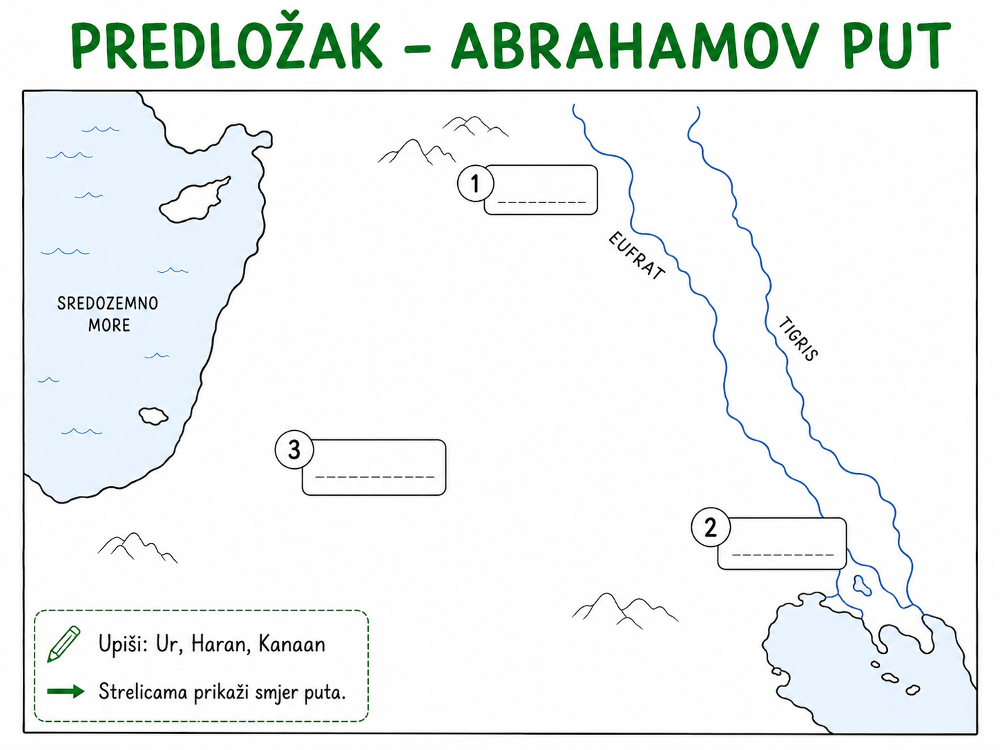 PREDLOŽAK – ABRAHAMOV PUT
1
EUFRAT
SREDOZEMNO
MORE
TIGRIS
3
2
Upiši: Ur, Haran, Kanaan
Strelicama prikaži smjer puta.